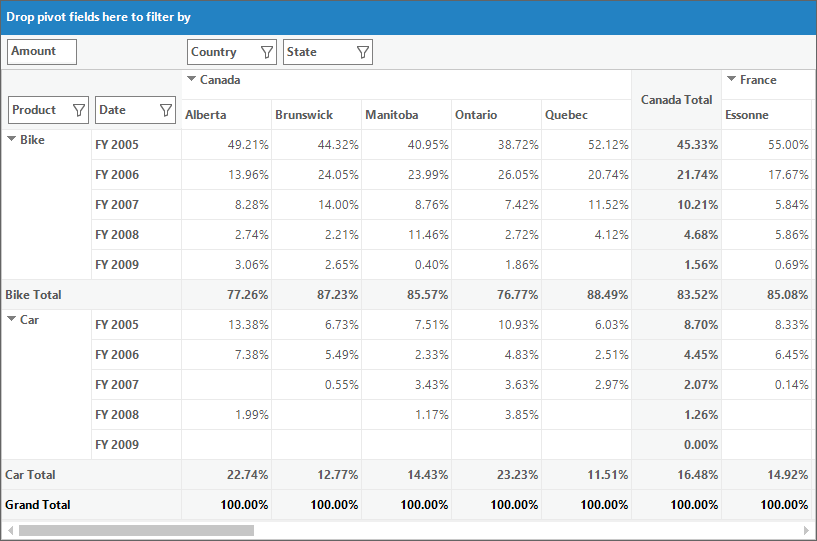 Drop pivot fields here to filter by
Amount Country State
Canada Canada Total France
Product Date Alberta Brunswick Manitoba Ontario Quebec Essonne
Bike FY 2005 49.21% 44.32% 40.95% 38.72% 52.12% 45.33% 55.00%
FY 2006 13.96% 24.05% 23.99% 26.05% 20.74% 21.74% 17.67%
FY 2007 8.28% 14.00% 8.76% 7.42% 11.52% 10.21% 5.84%
FY 2008 2.74% 2.21% 11.46% 2.72% 4.12% 4.68% 5.86%
FY 2009 3.06% 2.65% 0.40% 1.86% 1.56% 0.69%
Bike Total 77.26% 87.23% 85.57% 76.77% 88.49% 83.52% 85.08%
Car FY 2005 13.38% 6.73% 7.51% 10.93% 6.03% 8.70% 8.33%
FY 2006 7.38% 5.49% 2.33% 4.83% 2.51% 4.45% 6.45%
FY 2007 0.55% 3.43% 3.63% 2.97% 2.07% 0.14%
FY 2008 1.99% 1.17% 3.85% 1.26%
FY 2009 0.00%
Car Total 22.74% 12.77% 14.43% 23.23% 11.51% 16.48% 14.92%
Grand Total 100.00% 100.00% 100.00% 100.00% 100.00% 100.00% 100.00%